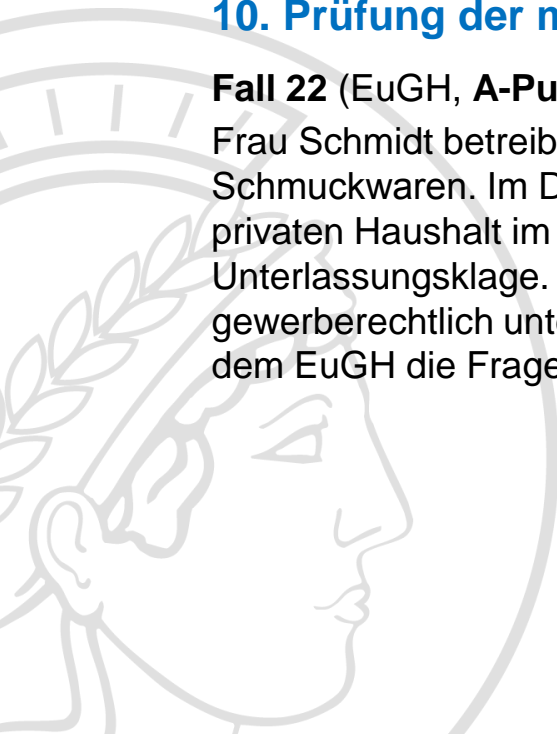 10. Prüfung der n
Fall 22 (EuGH, A-Pu
Frau Schmidt betreib
Schmuckwaren. Im D
privaten Haushalt im
Unterlassungsklage.
gewerberechtlich unt
dem EuGH die Frage